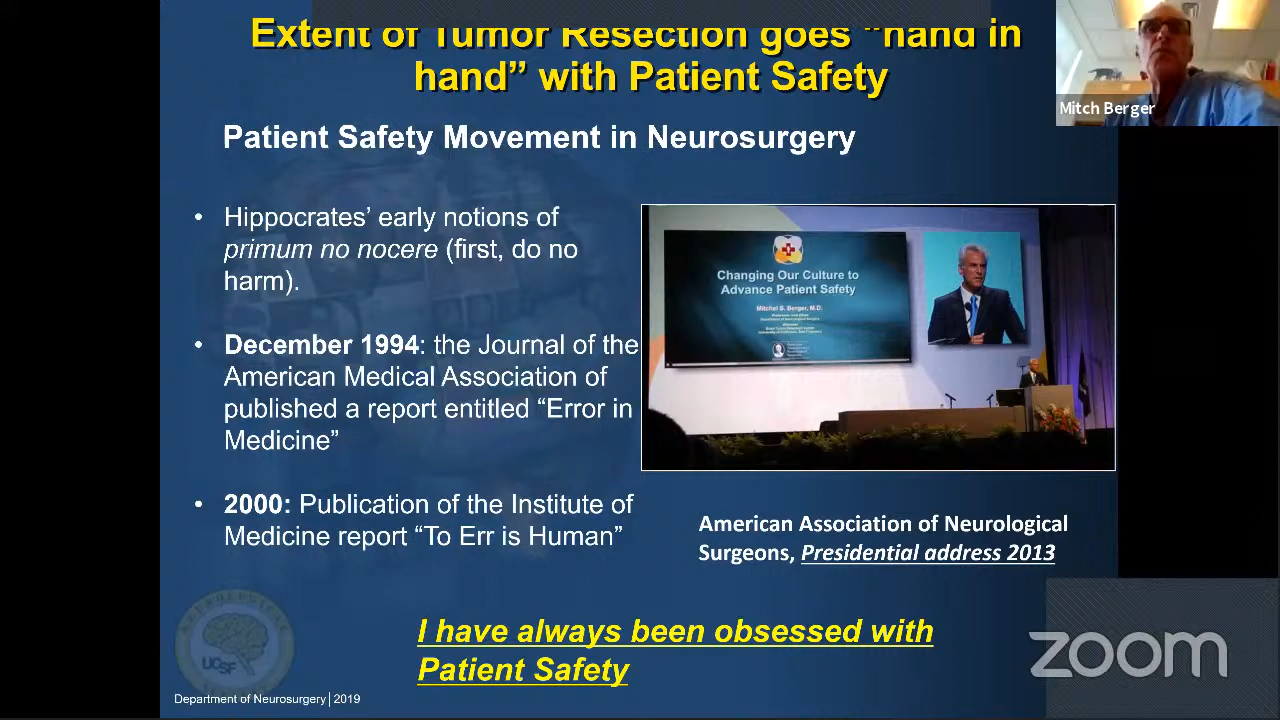 Extent of Tumor Resection goes “hand in
hand” with Patient Safety
Mitch Berger
Patient Safety Movement in Neurosurgery
• Hippocrates’ early notions of
primum no nocere (first, do no
harm).
• December 1994: the Journal of the
American Medical Association of
published a report entitled “Error in
Medicine”
• 2000: Publication of the Institute of
Medicine report “To Err is Human”
Changing Our Culture to
Advance Patient Safety
Mitchel S. Berger, M.D.
American Association of Neurological
Surgeons, Presidential address 2013
I have always been obsessed with
Patient Safety
UCSF
Department of Neurosurgery | 2019
zoom